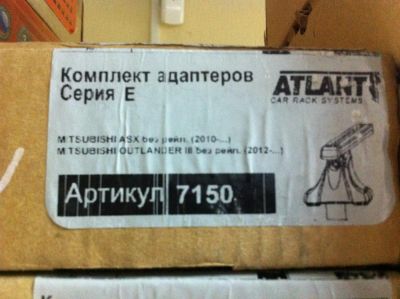 Комплект адаптеров
Серия Е
ATLANT
CAR RACK SYSTEMS
MITSUBISHI ASX без рейл. (2010-...)
MITSUBISHI OUTLANDER III без рейл. (2012-...)
Артикул 7150